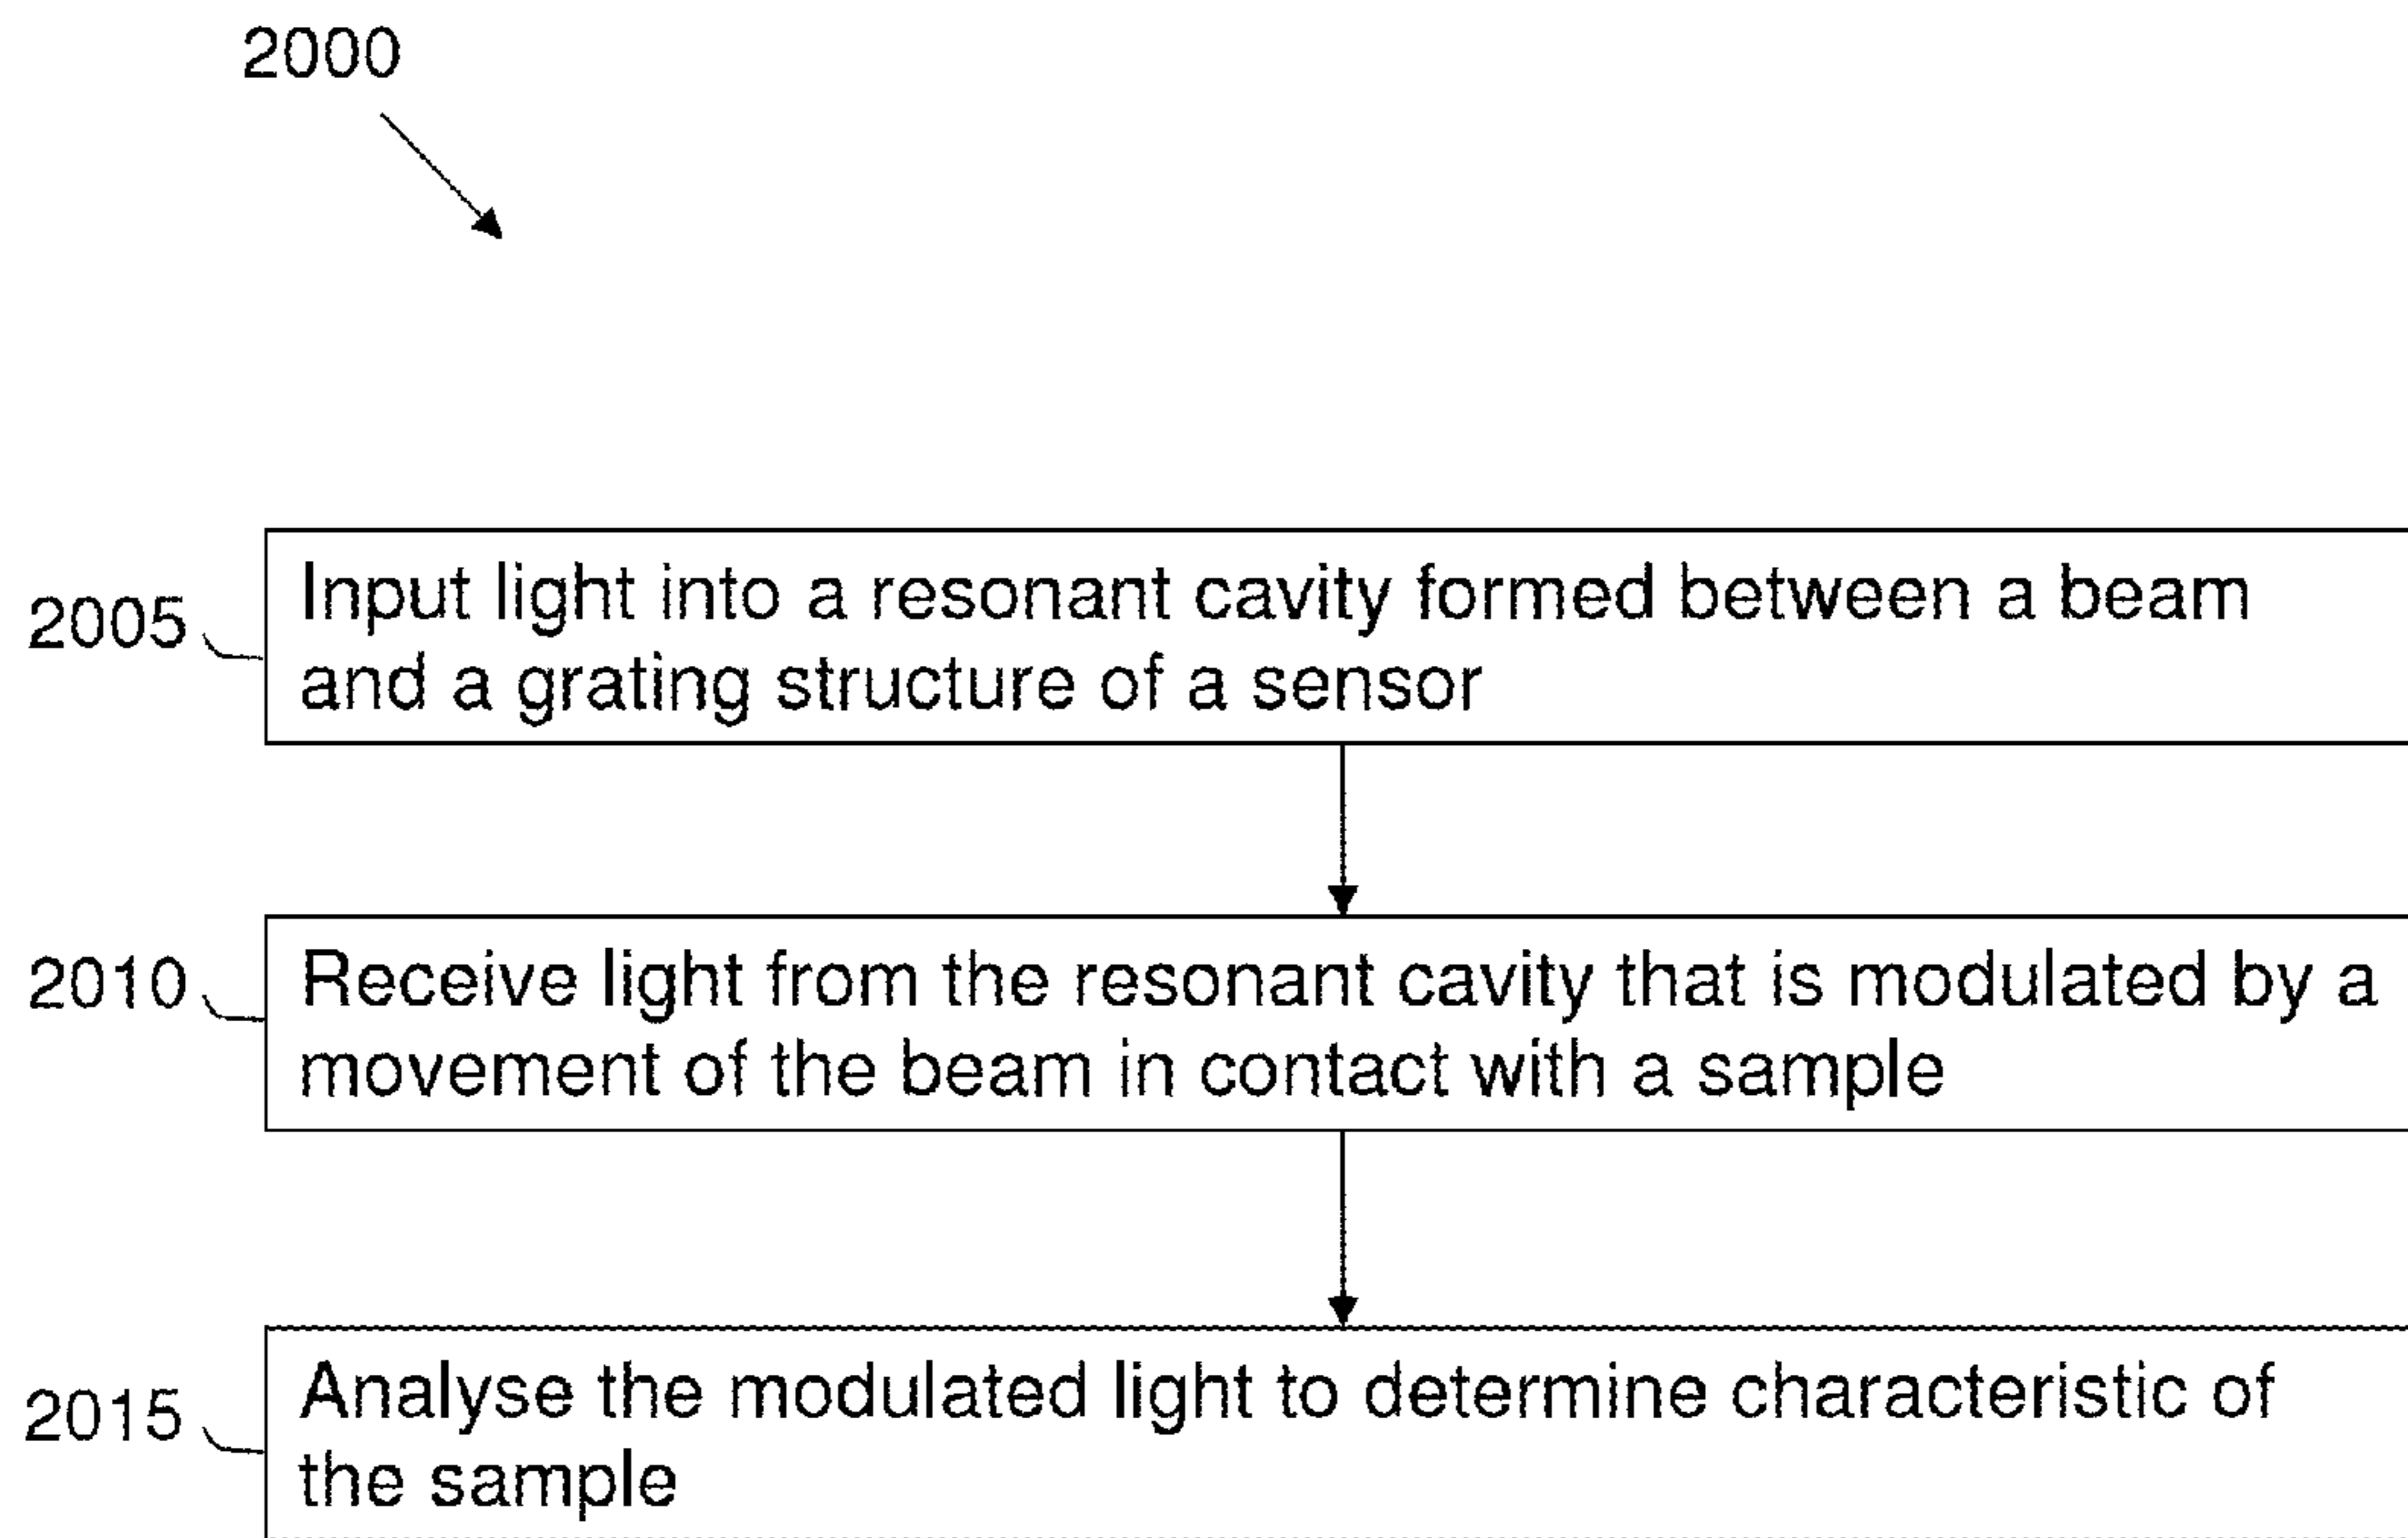 2000
2005
Input light into a resonant cavity formed between a beam
and a grating structure of a sensor
2010
Receive light from the resonant cavity that is modulated by a
movement of the beam in contact with a sample
2015
Analyse the modulated light to determine characteristic of
the sample